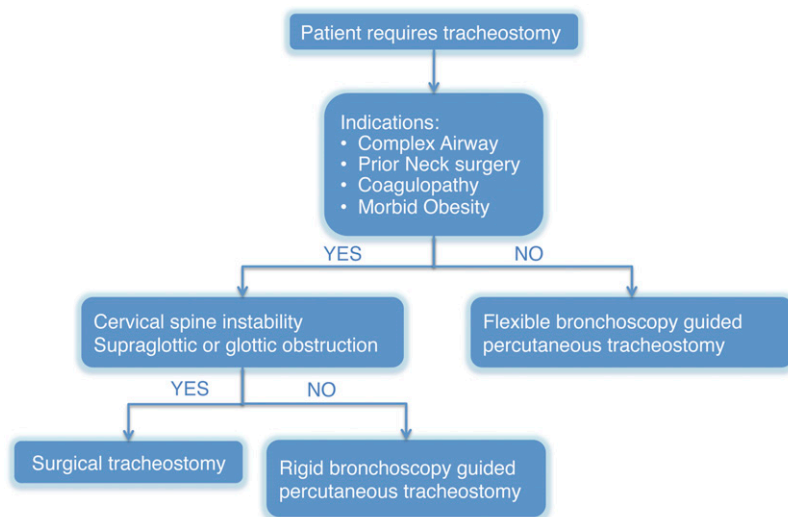 Patient requires tracheostomy
Indications:
• Complex Airway
• Prior Neck surgery
• Coagulopathy
• Morbid Obesity
YES
NO
Cervical spine instability
Supraglottic or glottic obstruction
Flexible bronchoscopy guided
percutaneous tracheostomy
YES
NO
Surgical tracheostomy
Rigid bronchoscopy guided
percutaneous tracheostomy